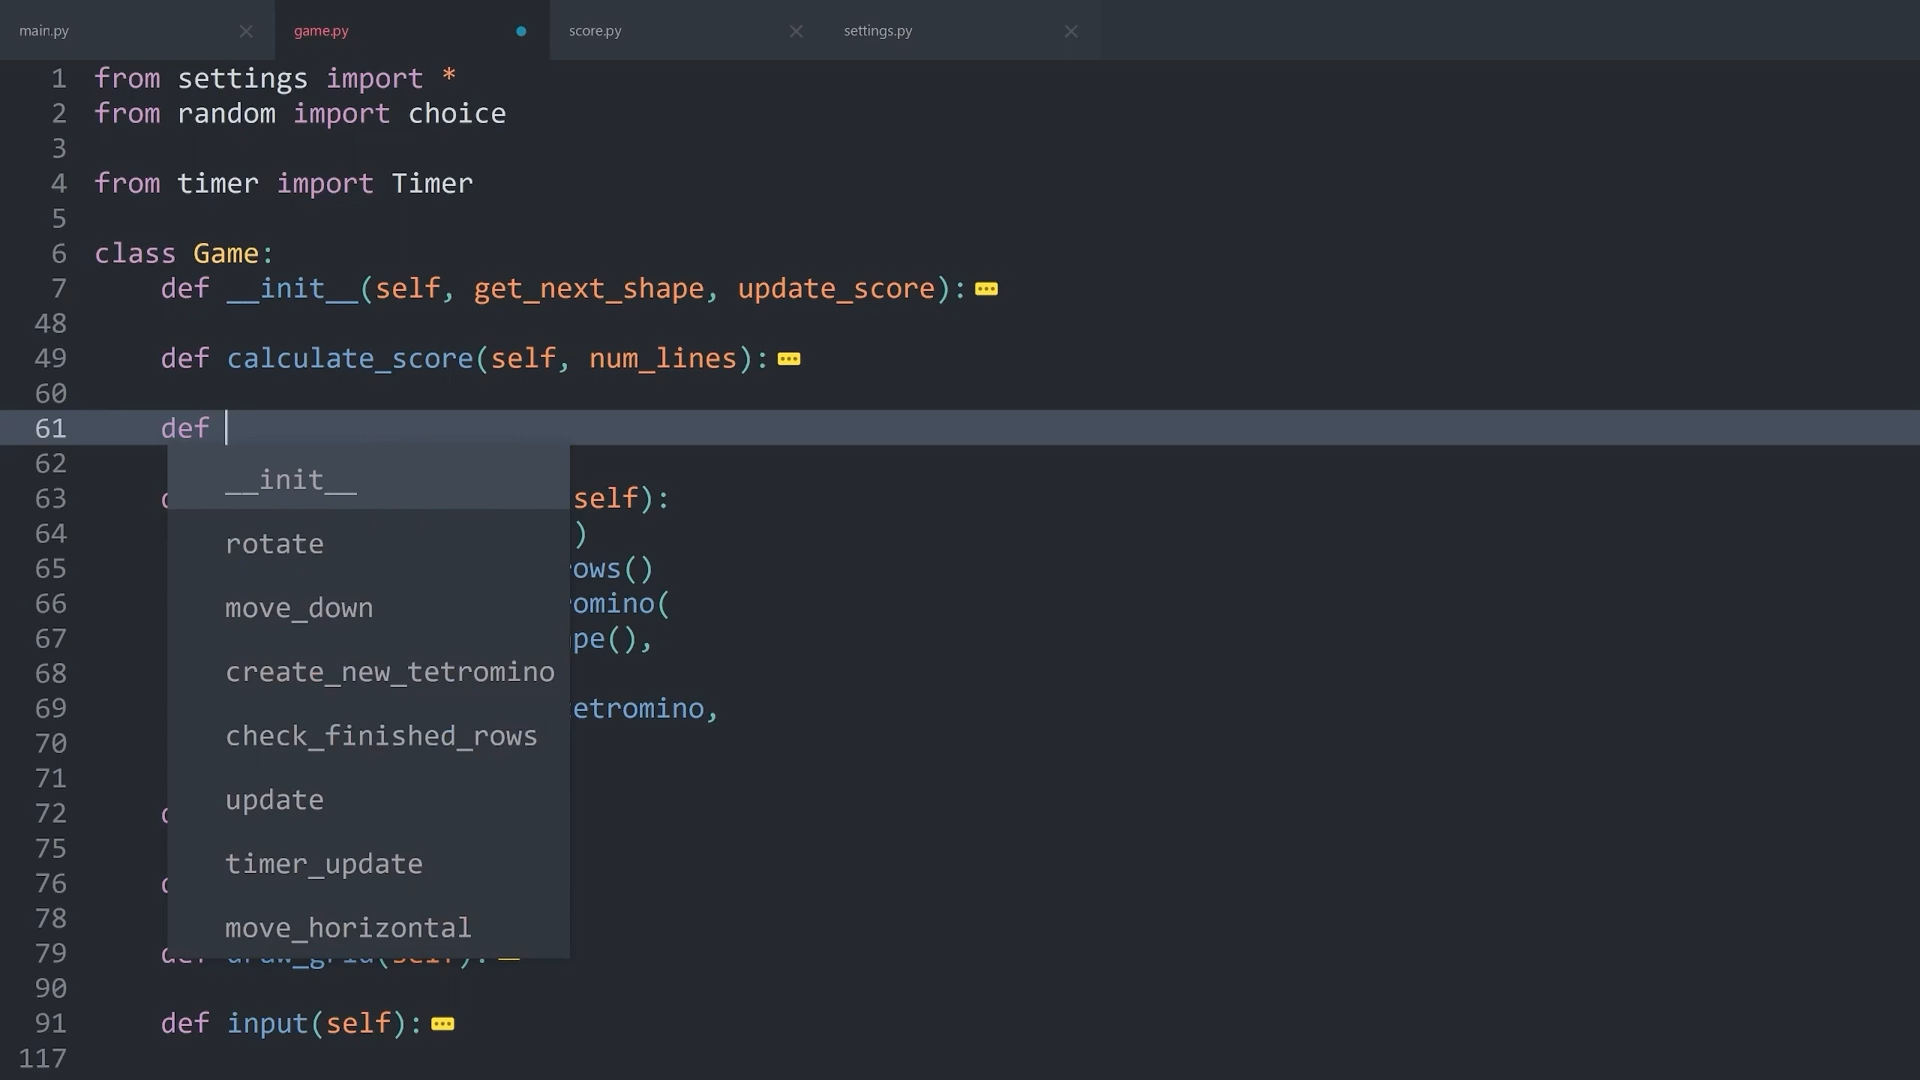 main.py
game.py
score.py
settings.py
1 from settings import *
2 from random import choice
3
4 from timer import Timer
5
6 class Game:
7 def __init__(self, get_next_shape, update_score):
48
49 def calculate_score(self, num_lines):
60
61 def
62 __init__
63 self):
rotate
64 )
65 ows()
move_down
66 omino(
67 pe(),
68 create_new_tetromino
69 etromino,
check_finished_rows
70
71
update
72
75
timer_update
76
78 move_horizontal
79 def draw_grid(self):
90
91 def input(self):
117